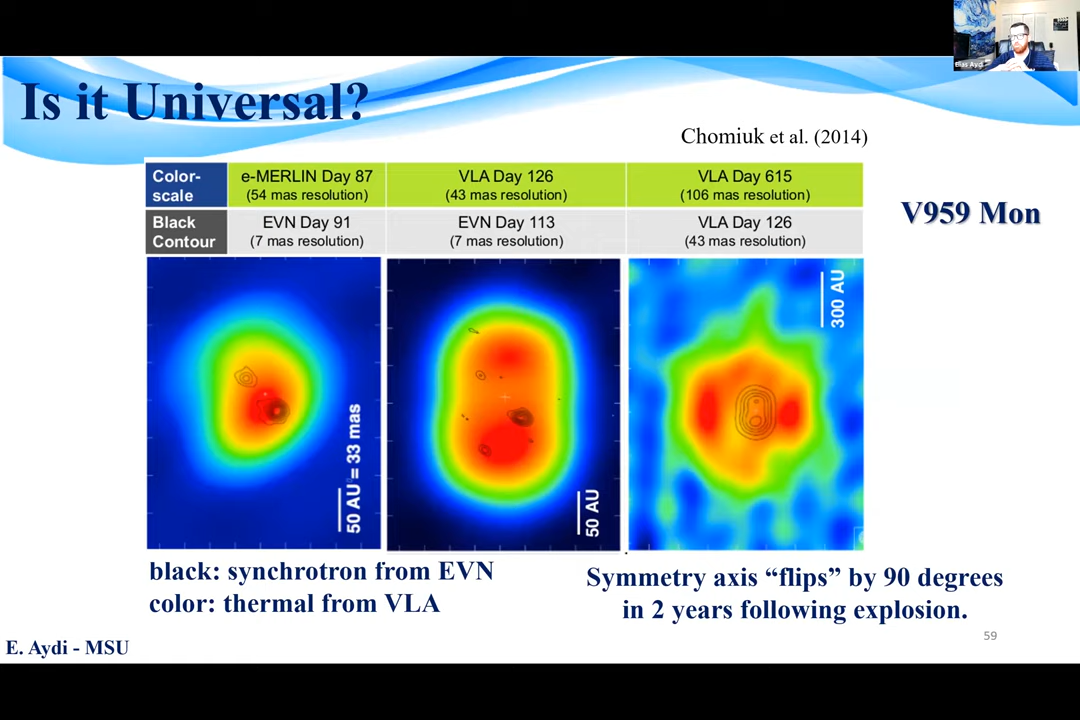 Elias Aydi
Is it Universal?
Chomiuk et al. (2014)
Color-scale
e-MERLIN Day 87
(54 mas resolution)
VLA Day 126
(43 mas resolution)
VLA Day 615
(106 mas resolution)
Black Contour
EVN Day 91
(7 mas resolution)
EVN Day 113
(7 mas resolution)
VLA Day 126
(43 mas resolution)
V959 Mon
50 AU = 33 mas
50 AU
300 AU
black: synchrotron from EVN
color: thermal from VLA
Symmetry axis “flips” by 90 degrees
in 2 years following explosion.
59
E. Aydi - MSU